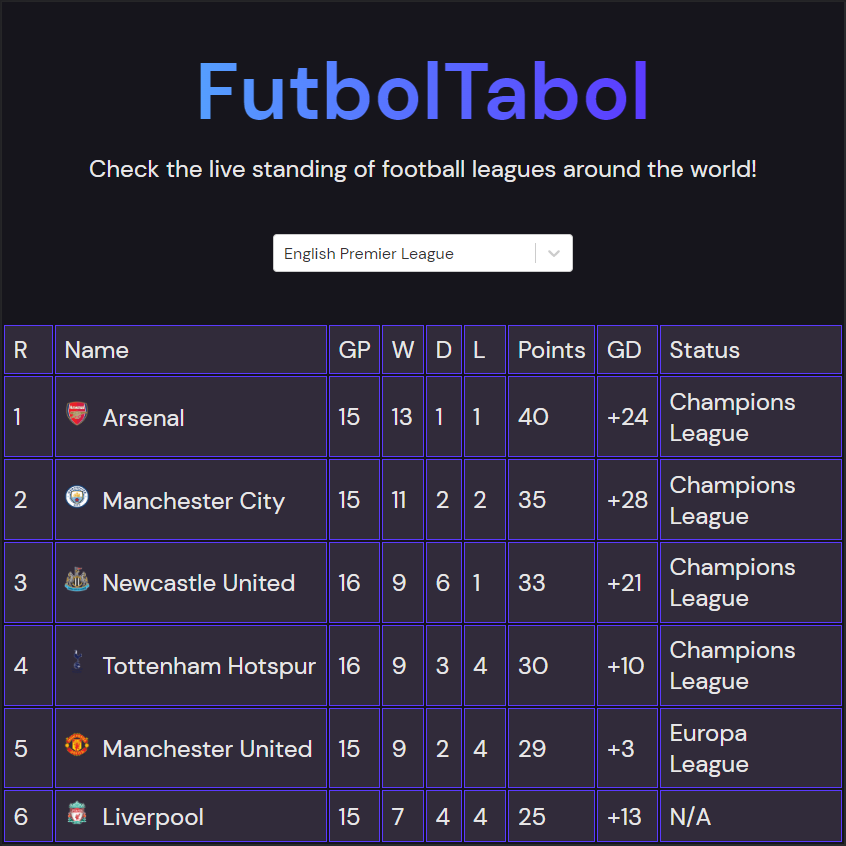 FutbolTabol
Check the live standing of football leagues around the world!
English Premier League
R Name GP W D L Points GD Status
1 Arsenal 15 13 1 1 40 +24 Champions League
2 Manchester City 15 11 2 2 35 +28 Champions League
3 Newcastle United 16 9 6 1 33 +21 Champions League
4 Tottenham Hotspur 16 9 3 4 30 +10 Champions League
5 Manchester United 15 9 2 4 29 +3 Europa League
6 Liverpool 15 7 4 4 25 +13 N/A